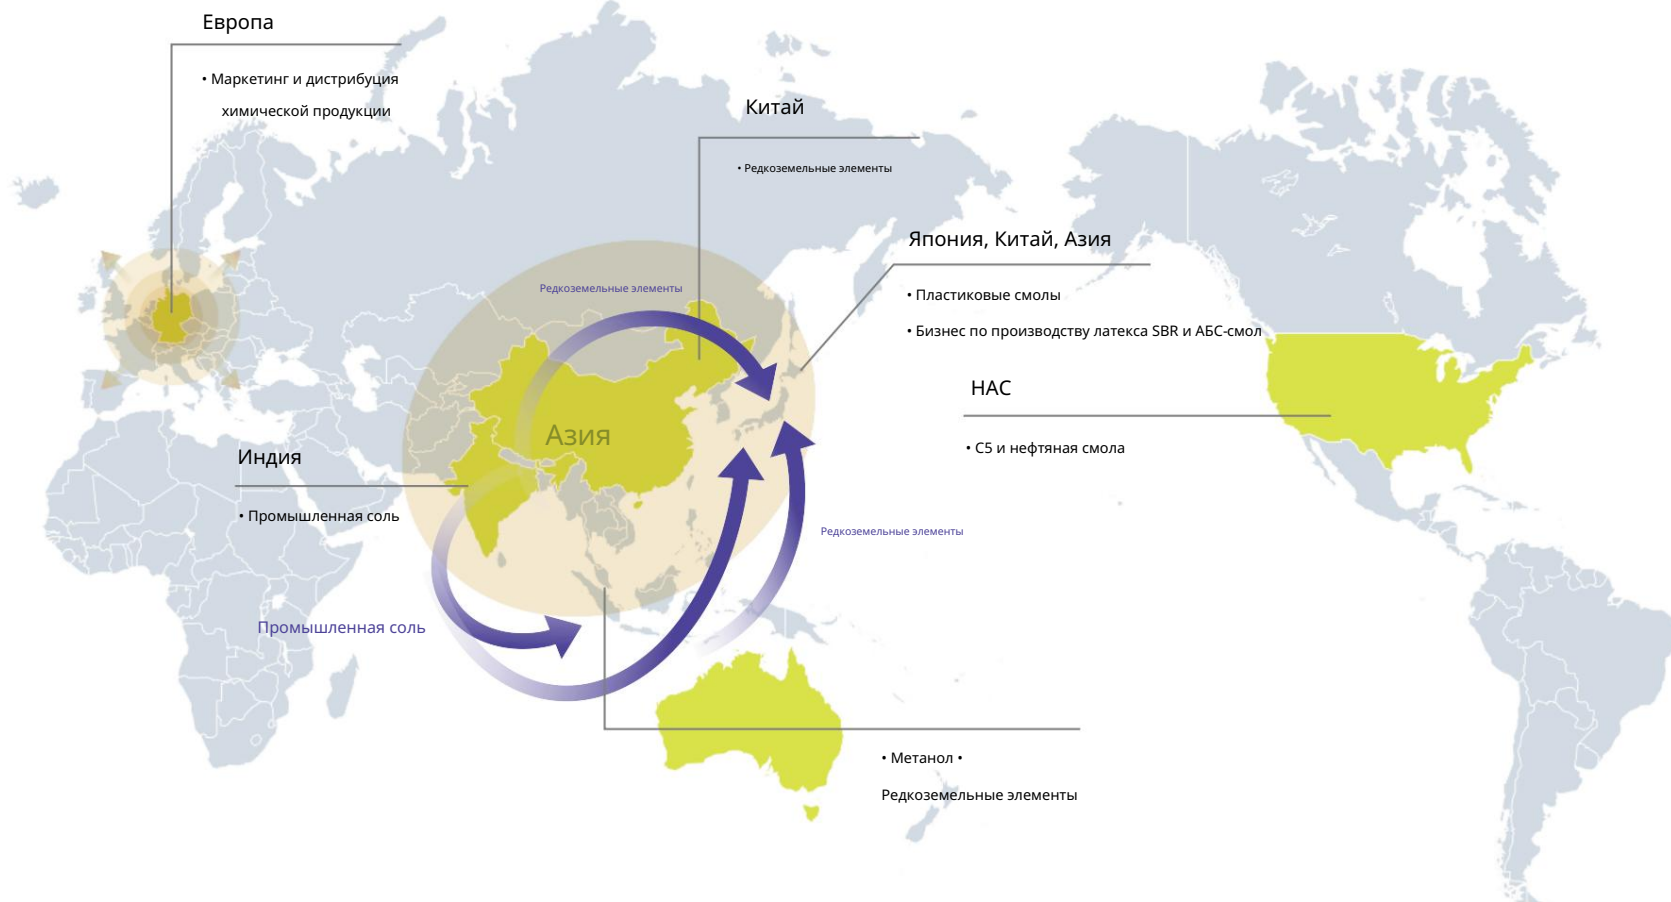 Европа
• Маркетинг и дистрибуция
химической продукции
Китай
• Редкоземельные элементы
Япония, Китай, Азия
• Пластиковые смолы
• Бизнес по производству латекса SBR и АБС-смол
Редкоземельные элементы
НАС
• C5 и нефтяная смола
Азия
Индия
• Промышленная соль
Редкоземельные элементы
Промышленная соль
• Метанол •
Редкоземельные элементы